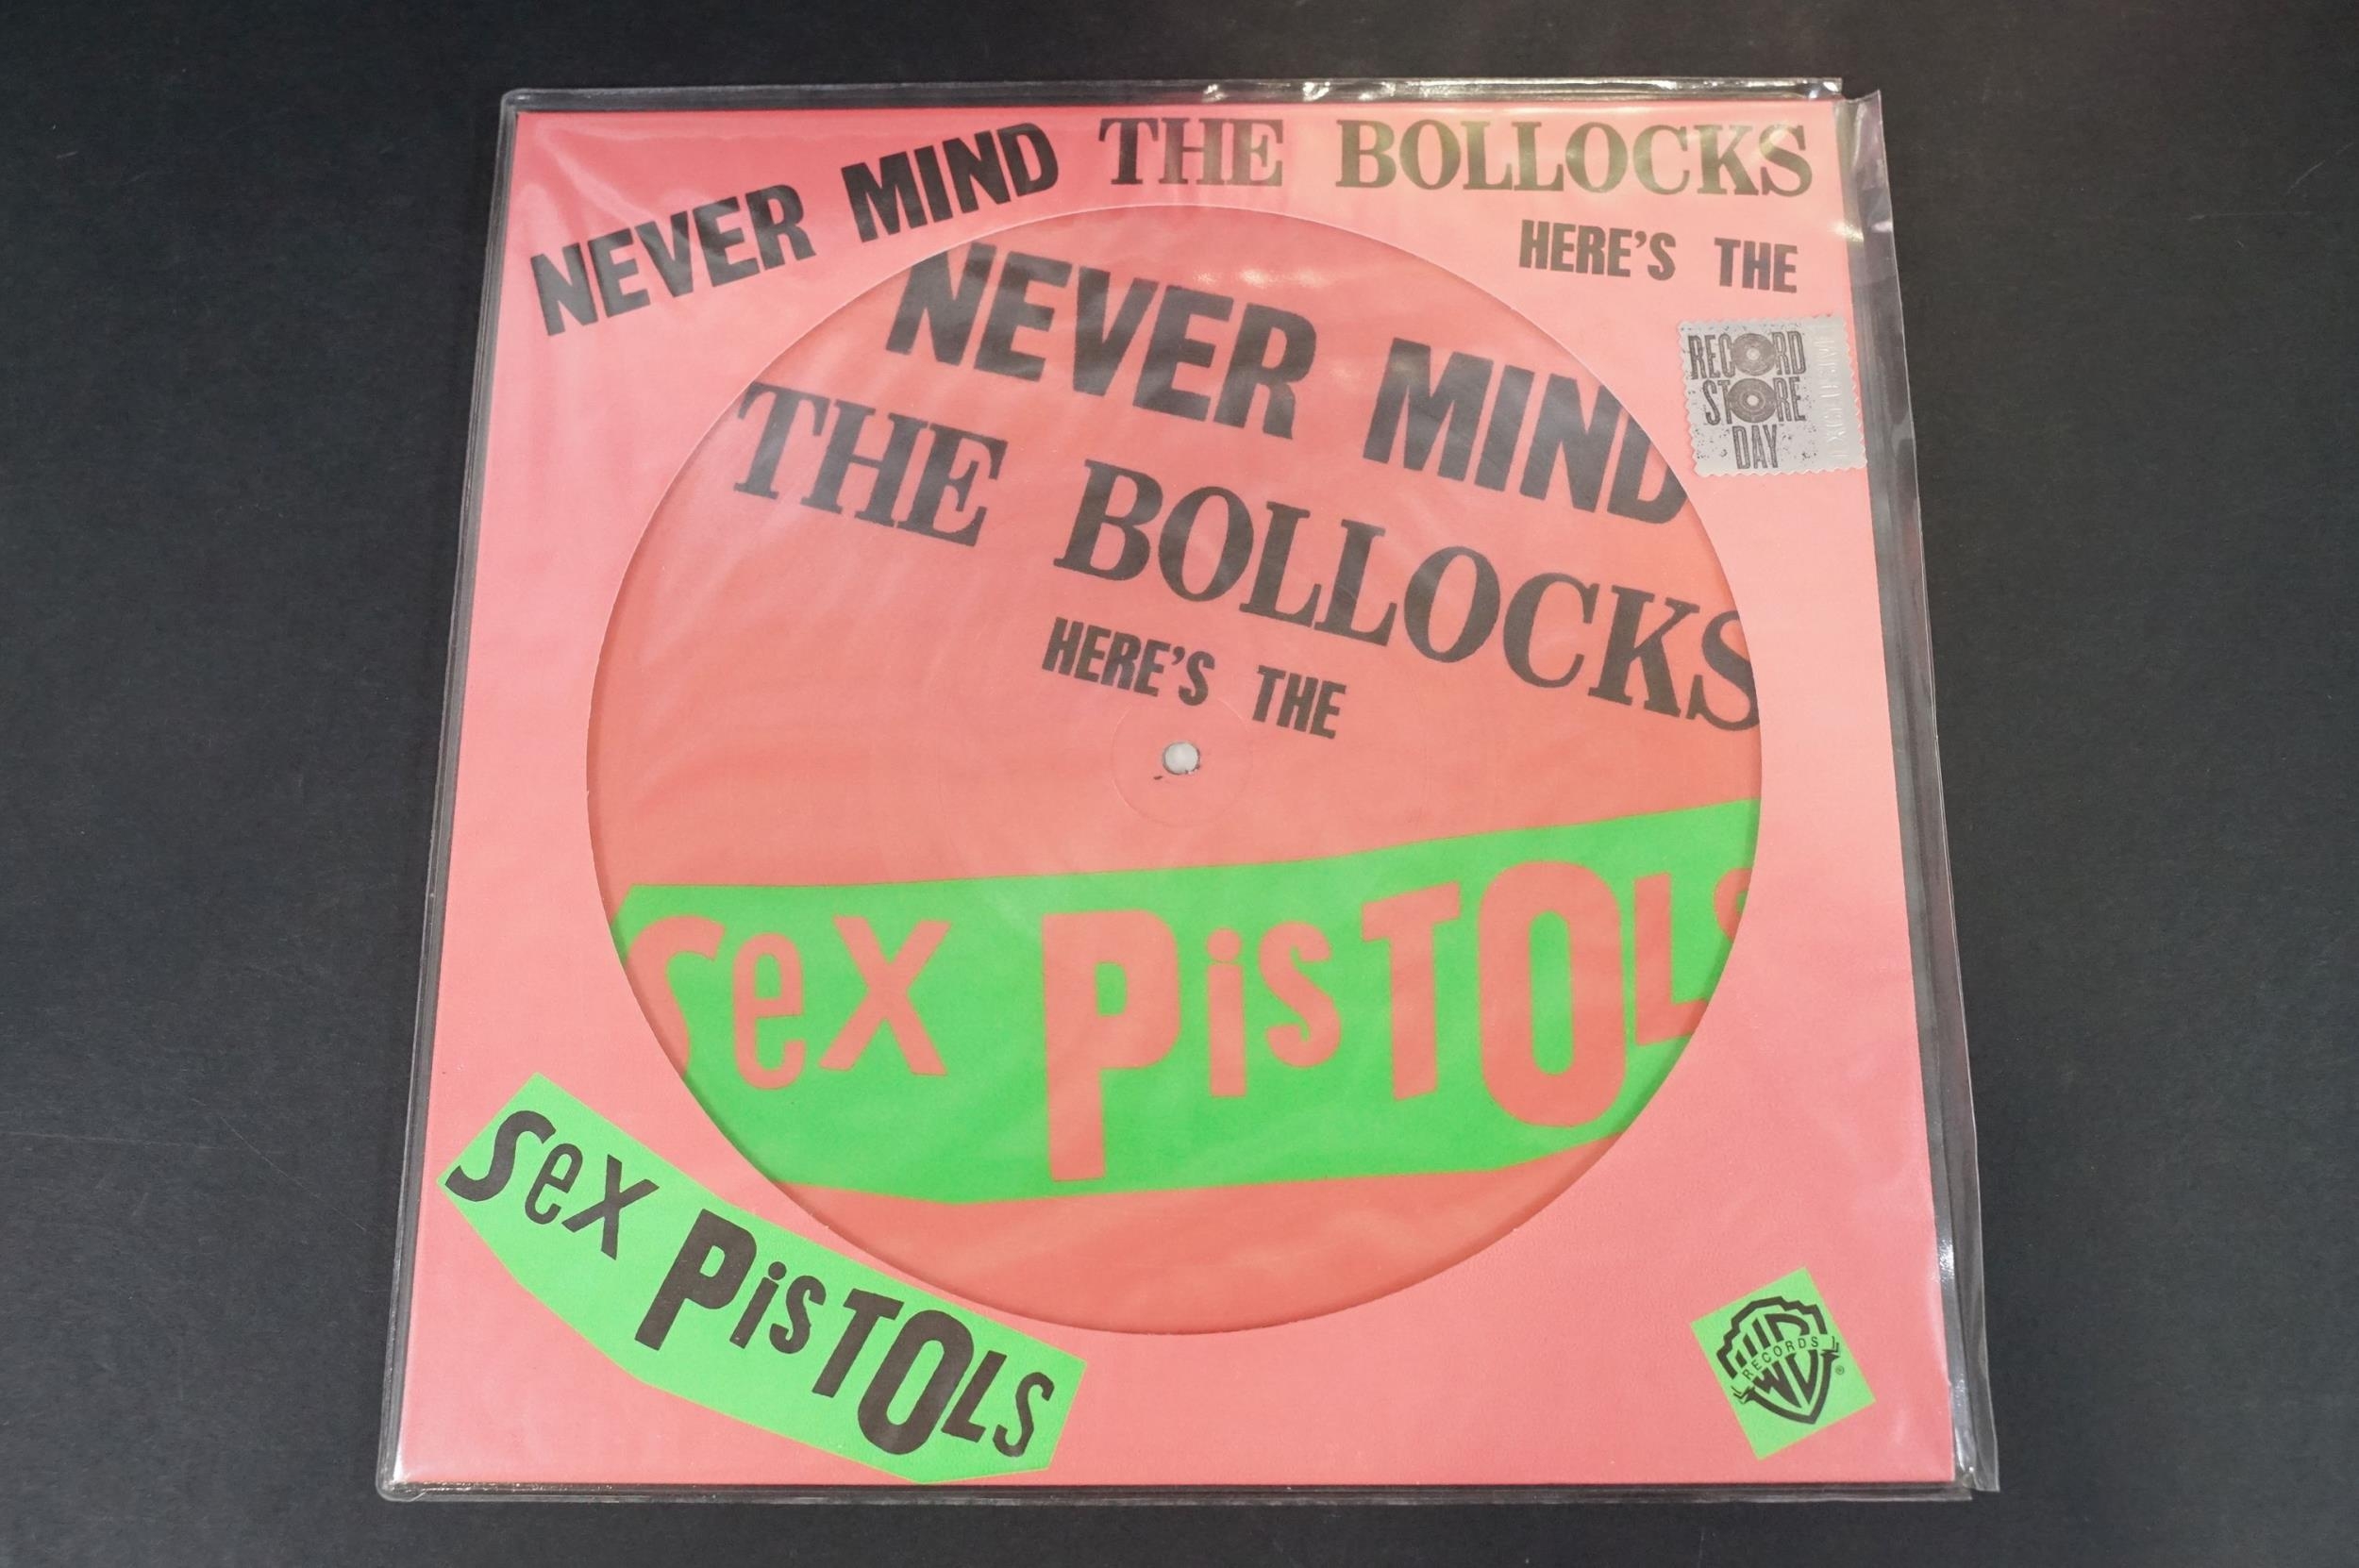 NEVER MIND THE BOLLOCKS
HERE'S THE
RECORD
STORE
DAY
NEVER MIND
THE BOLLOCKS
HERE'S THE
SeX PisTOLS
SeX PisTOLS
RECORDS